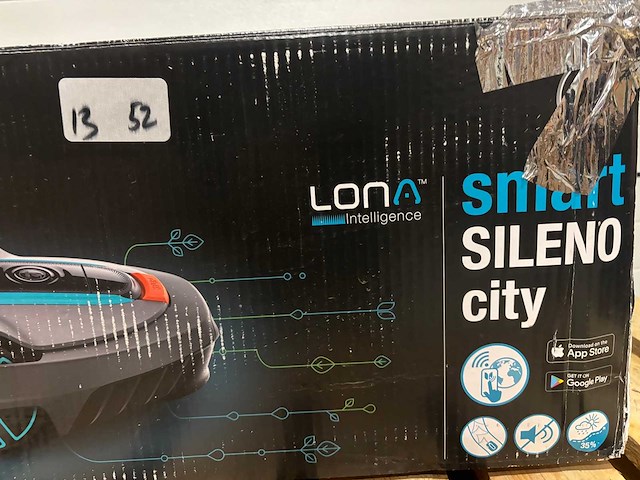 13 52
LONA™
Intelligence
smart
SILENO
city
Download on the
App Store
GET IT ON
Google Play
35%